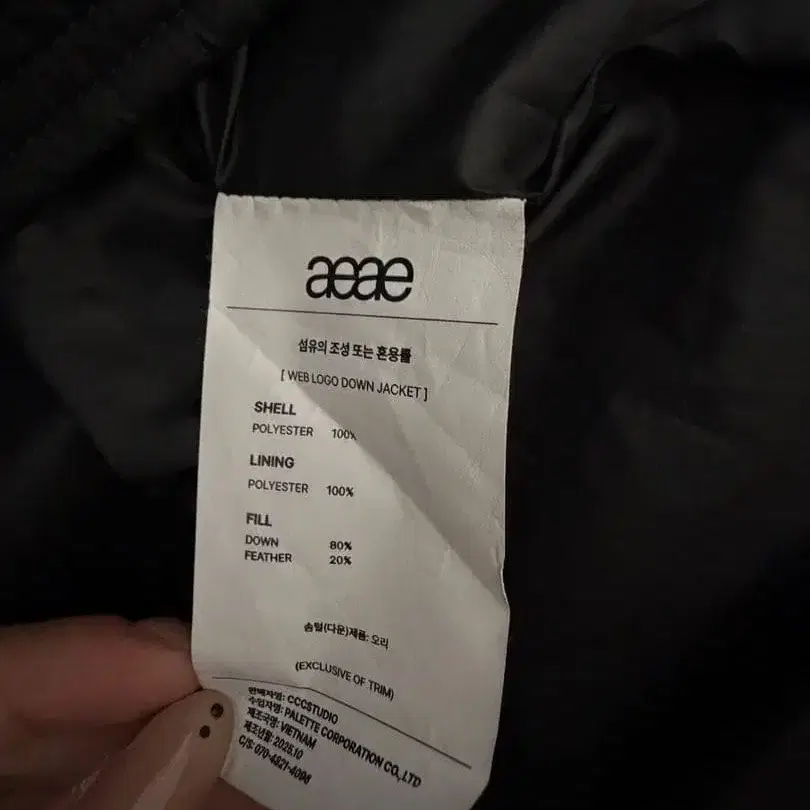 aeae
섬유의 조성 또는 혼용률
[ WEB LOGO DOWN JACKET ]
SHELL
POLYESTER 100%
LINING
POLYESTER 100%
FILL
DOWN 80%
FEATHER 20%
솜털(다운)제품: 오리
(EXCLUSIVE OF TRIM)
판매자명: CCCSTUDIO
수입자명: PALETTE CORPORATION CO.,LTD
제조국명: VIETNAM
제조년월: 2025.10
C/S: 070-4821-4096